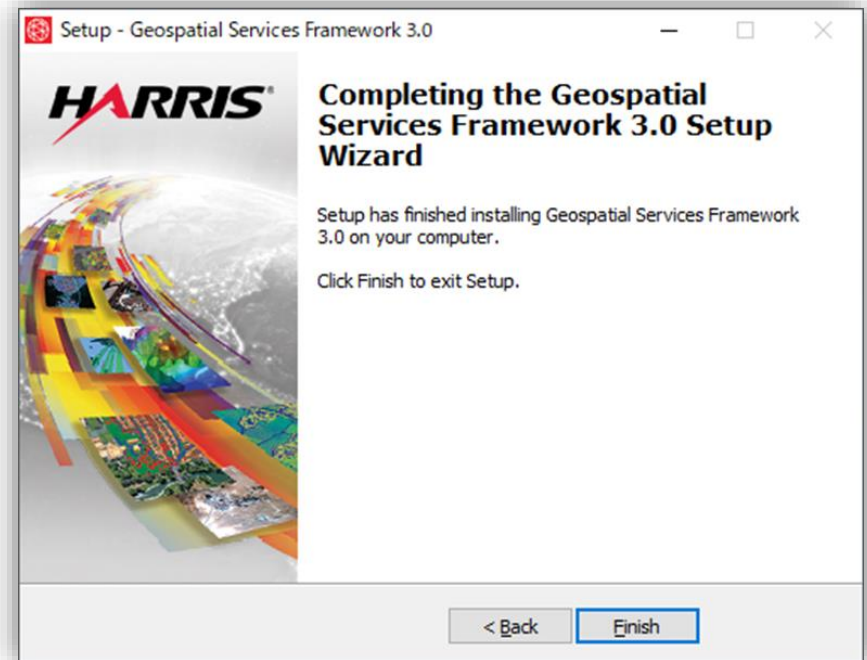 Setup - Geospatial Services Framework 3.0
HARRIS®
Completing the Geospatial
Services Framework 3.0 Setup
Wizard
Setup has finished installing Geospatial Services Framework
3.0 on your computer.
Click Finish to exit Setup.
< Back
Finish